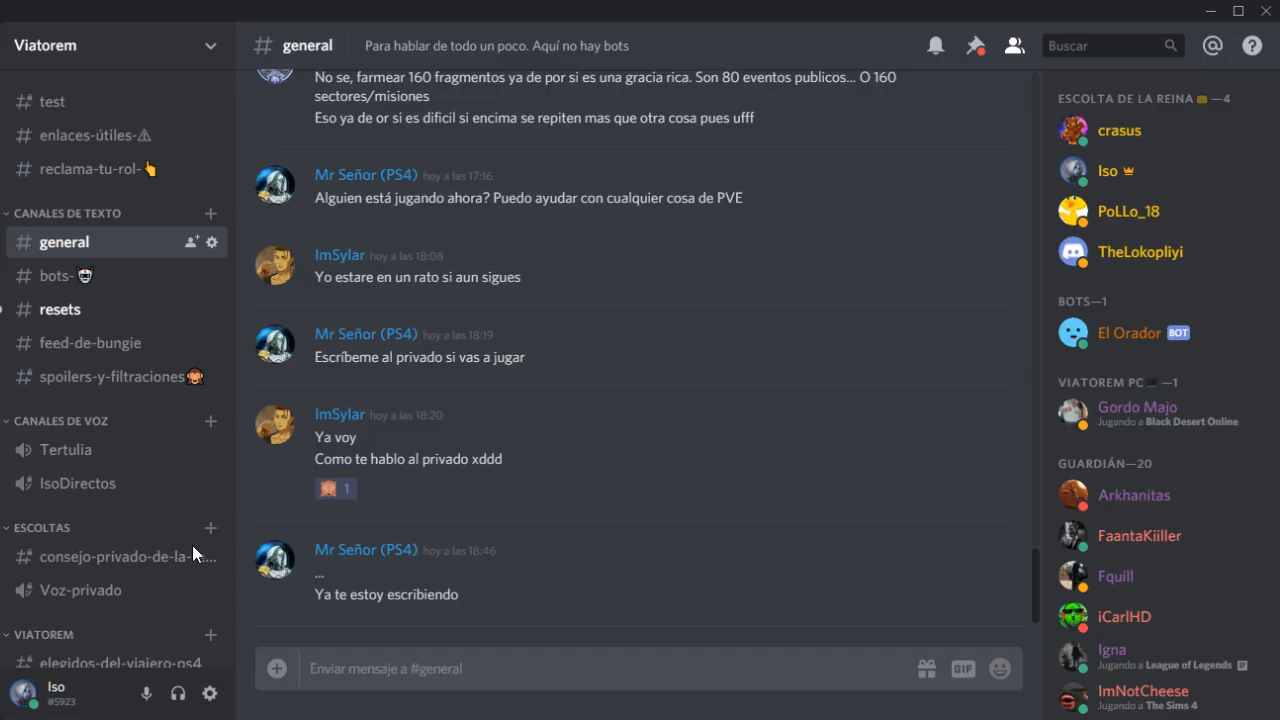 Viatorem
test
enlaces-útiles-⚠
reclama-tu-rol-👆
CANALES DE TEXTO
general
bots-
resets
feed-de-bungie
spoilers-y-filtraciones🙊
CANALES DE VOZ
Tertulia
IsoDirectos
ESCOLTAS
consejo-privado-de-la-...
Voz-privado
VIATOREM
elegidos-del-viajero-ps4
Iso
#5923
# general
Para hablar de todo un poco. Aquí no hay bots
Buscar
No se, farmear 160 fragmentos ya de por si es una gracia rica. Son 80 eventos publicos... O 160
sectores/misiones
Eso ya de or si es dificil si encima se repiten mas que otra cosa pues ufff
Mr Señor (PS4) hoy a las 17:16
Alguien está jugando ahora? Puedo ayudar con cualquier cosa de PVE
ImSylar hoy a las 18:08
Yo estare en un rato si aun sigues
Mr Señor (PS4) hoy a las 18:19
Escríbeme al privado si vas a jugar
ImSylar hoy a las 18:20
Ya voy
Como te hablo al privado xddd
1
Mr Señor (PS4) hoy a las 18:46
...
Ya te estoy escribiendo
Enviar mensaje a #general
GIF
ESCOLTA DE LA REINA —4
crasus
Iso
PoLLo_18
TheLokopliyi
BOTS—1
El Orador BOT
VIATOREM PC —1
Gordo Majo
Jugando a Black Desert Online
GUARDIÁN—20
Arkhanitas
FaantaKiiller
Fquill
iCarlHD
Igna
Jugando a League of Legends
ImNotCheese
Jugando a The Sims 4